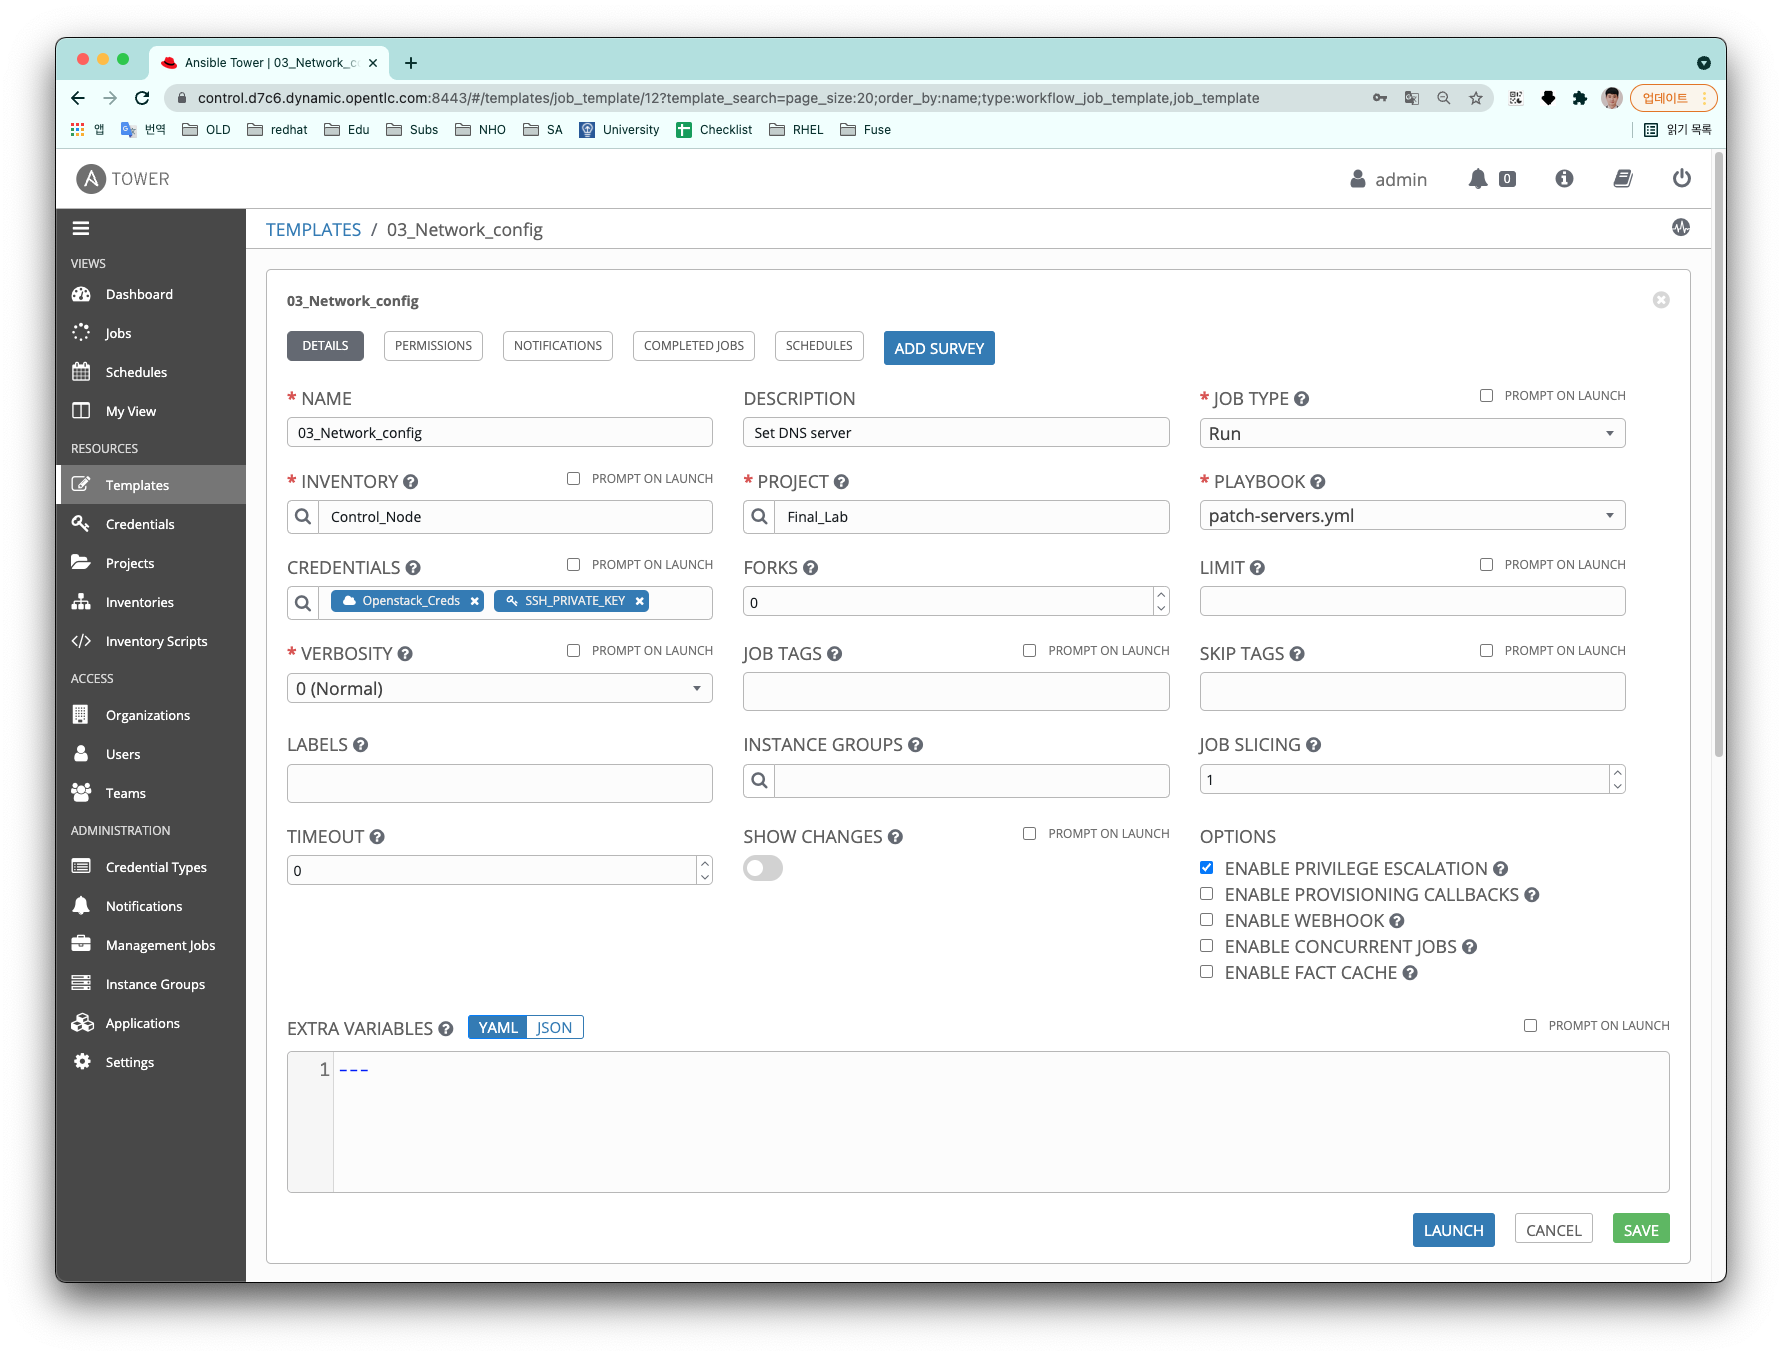 Ansible Tower | 03_Network_c
control.d7c6.dynamic.opentlc.com:8443/#/templates/job_template/12?template_search=page_size:20;order_by:name;type:workflow_job_template,job_template
업데이트
앱 번역 OLD redhat Edu Subs NHO SA University Checklist RHEL Fuse 읽기 목록
A TOWER admin 0
TEMPLATES / 03_Network_config
VIEWS
Dashboard
Jobs
Schedules
My View
RESOURCES
Templates
Credentials
Projects
Inventories
Inventory Scripts
ACCESS
Organizations
Users
Teams
ADMINISTRATION
Credential Types
Notifications
Management Jobs
Instance Groups
Applications
Settings
03_Network_config
DETAILS PERMISSIONS NOTIFICATIONS COMPLETED JOBS SCHEDULES ADD SURVEY
* NAME DESCRIPTION * JOB TYPE ? PROMPT ON LAUNCH
03_Network_config Set DNS server Run
* INVENTORY ? PROMPT ON LAUNCH * PROJECT ? * PLAYBOOK ?
Control_Node Final_Lab patch-servers.yml
CREDENTIALS ? PROMPT ON LAUNCH FORKS ? LIMIT ? PROMPT ON LAUNCH
Openstack_Creds SSH_PRIVATE_KEY 0
* VERBOSITY ? PROMPT ON LAUNCH JOB TAGS ? PROMPT ON LAUNCH SKIP TAGS ? PROMPT ON LAUNCH
0 (Normal)
LABELS ? INSTANCE GROUPS ? JOB SLICING ?
1
TIMEOUT ? SHOW CHANGES ? PROMPT ON LAUNCH OPTIONS
0
ENABLE PRIVILEGE ESCALATION ?
ENABLE PROVISIONING CALLBACKS ?
ENABLE WEBHOOK ?
ENABLE CONCURRENT JOBS ?
ENABLE FACT CACHE ?
EXTRA VARIABLES ? YAML JSON PROMPT ON LAUNCH
1 ---
LAUNCH CANCEL SAVE